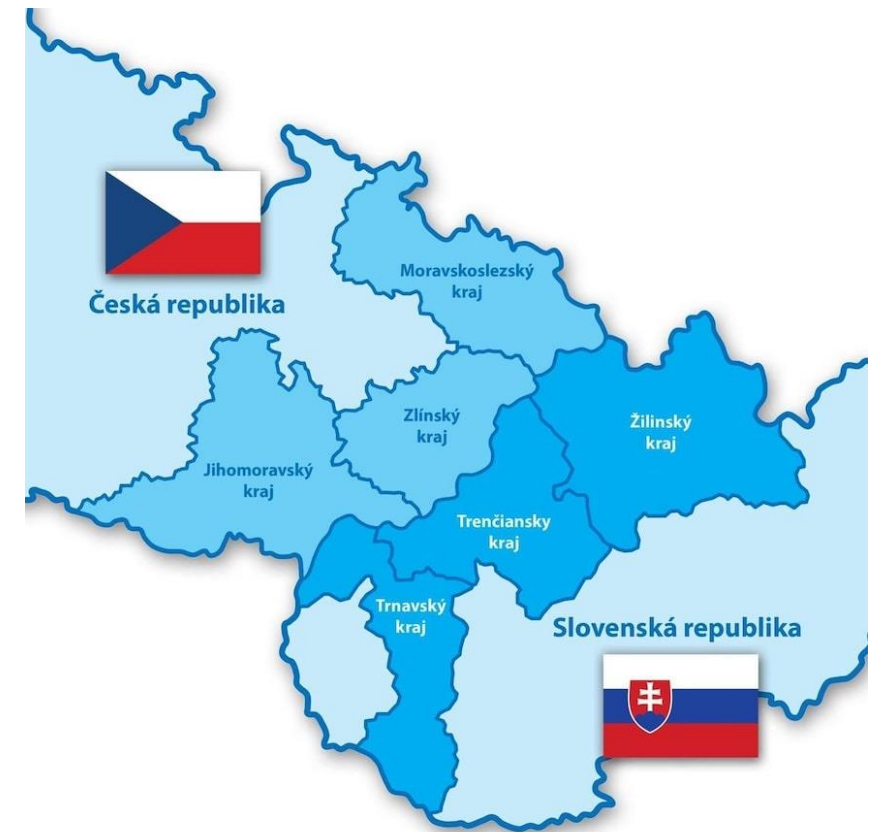 Moravskoslezský
kraj
Česká republika
Zlínský
kraj
Žilinský
kraj
Jihomoravský
kraj
Trenčiansky
kraj
Trnavský
kraj
Slovenská republika